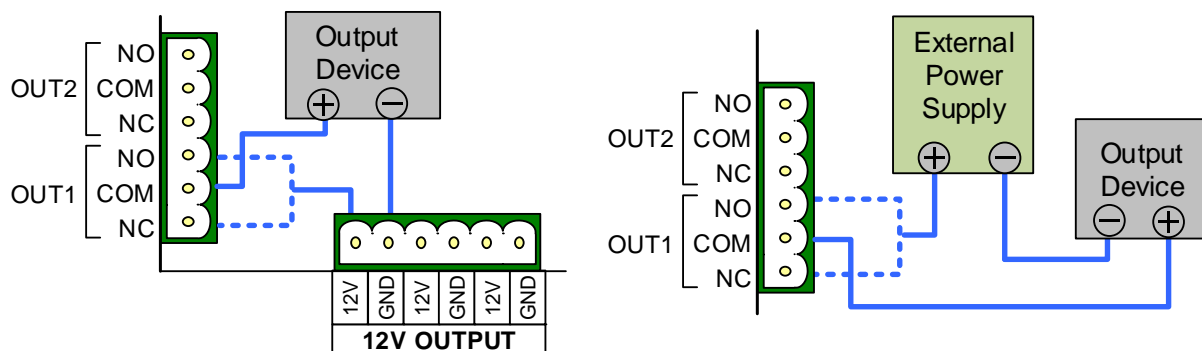 NO
OUT2 COM
NC
NO
OUT1 COM
NC
Output
Device
+ −
12V GND 12V GND 12V GND
12V OUTPUT
External
Power
Supply
+ −
NO
OUT2 COM
NC
NO
OUT1 COM
NC
Output
Device
− +